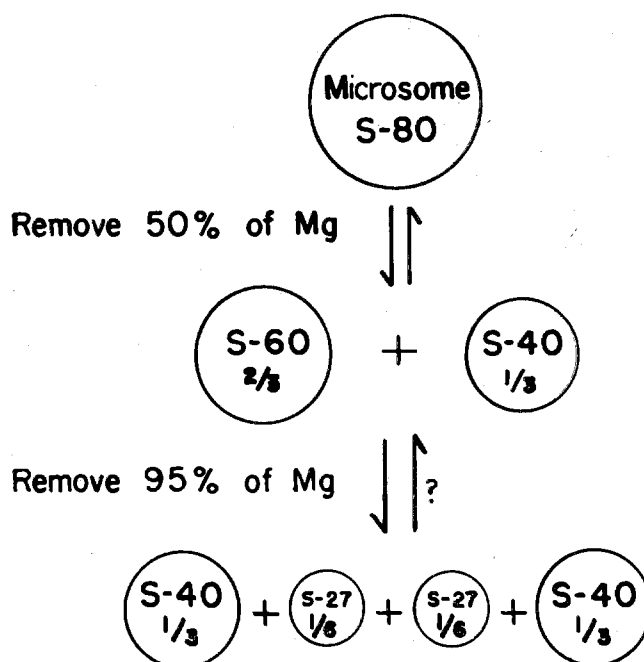 Microsome
S-80
Remove 50% of Mg
S-60 + S-40
2/3 1/3
Remove 95% of Mg ?
S-40 + S-27 + S-27 + S-40
1/3 1/6 1/6 1/3